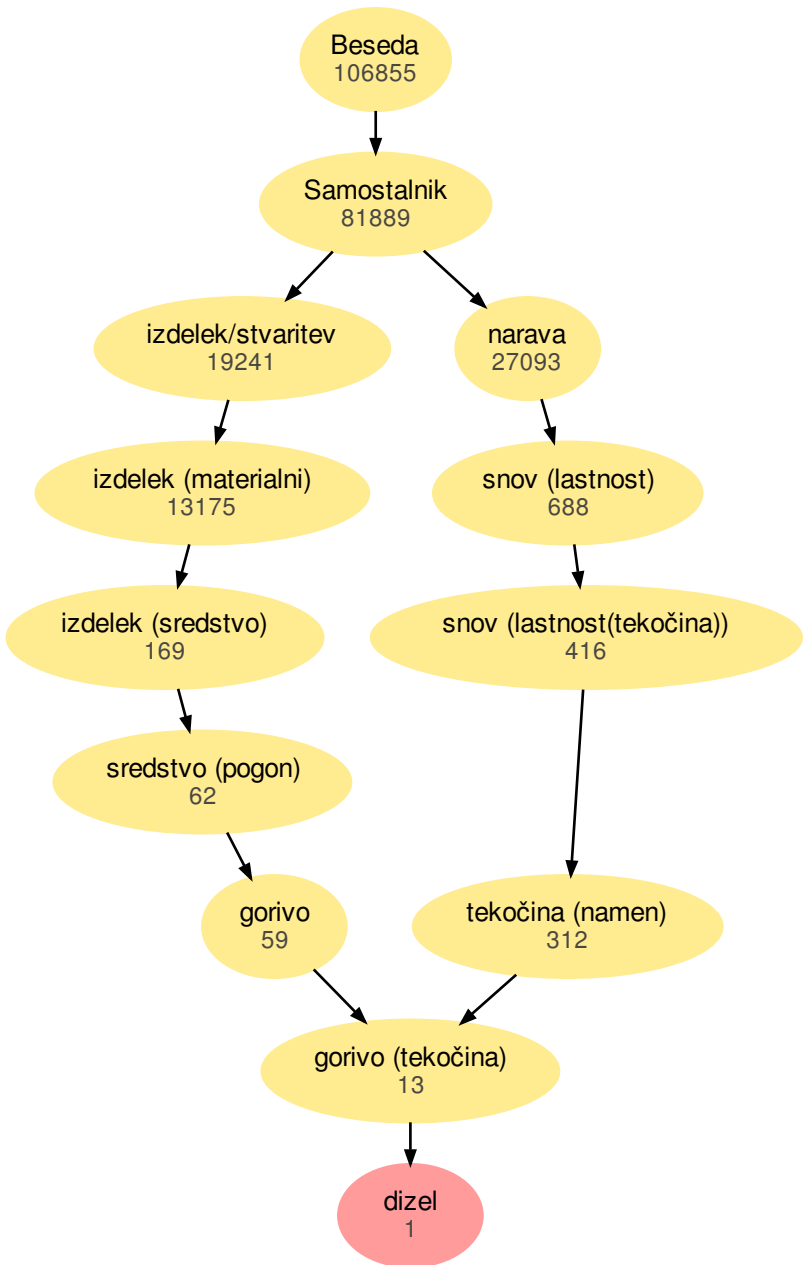 Beseda
106855
Samostalnik
81889
izdelek/stvaritev
19241
narava
27093
izdelek (materialni)
13175
snov (lastnost)
688
izdelek (sredstvo)
169
snov (lastnost(tekočina))
416
sredstvo (pogon)
62
gorivo
59
tekočina (namen)
312
gorivo (tekočina)
13
dizel
1